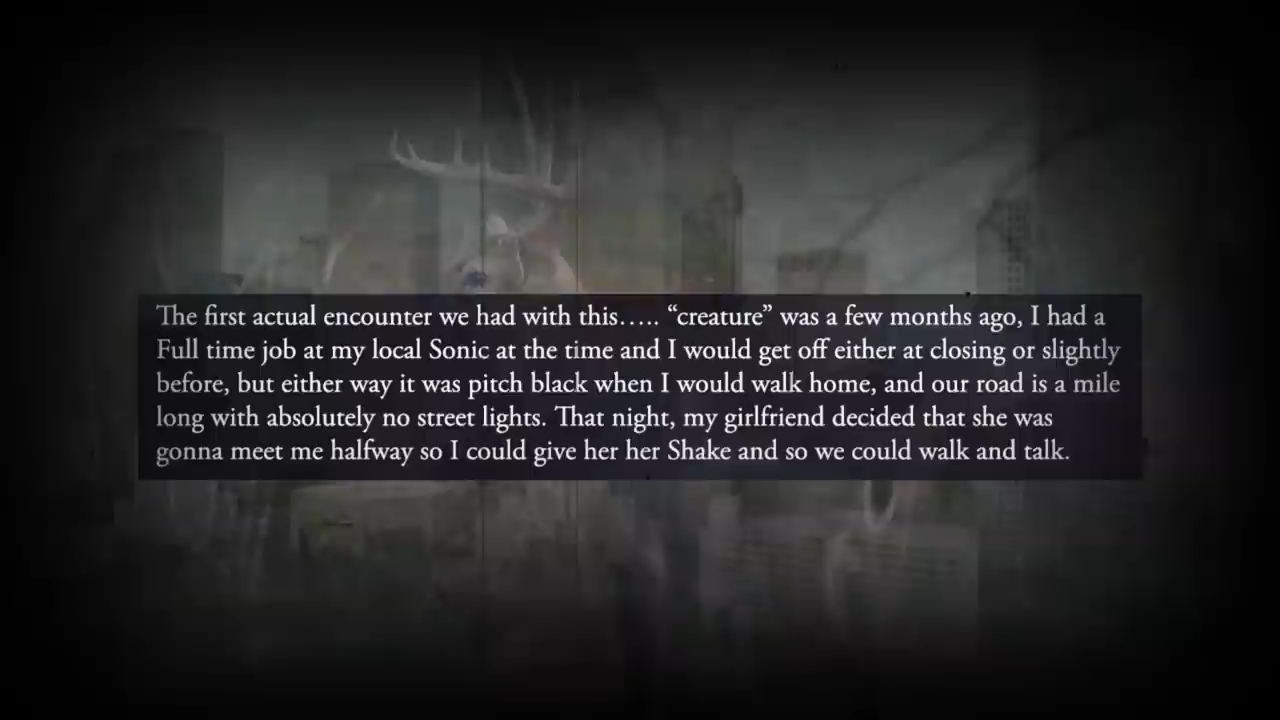 The first actual encounter we had with this….. “creature” was a few months ago, I had a
Full time job at my local Sonic at the time and I would get off either at closing or slightly
before, but either way it was pitch black when I would walk home, and our road is a mile
long with absolutely no street lights. That night, my girlfriend decided that she was
gonna meet me halfway so I could give her her Shake and so we could walk and talk.